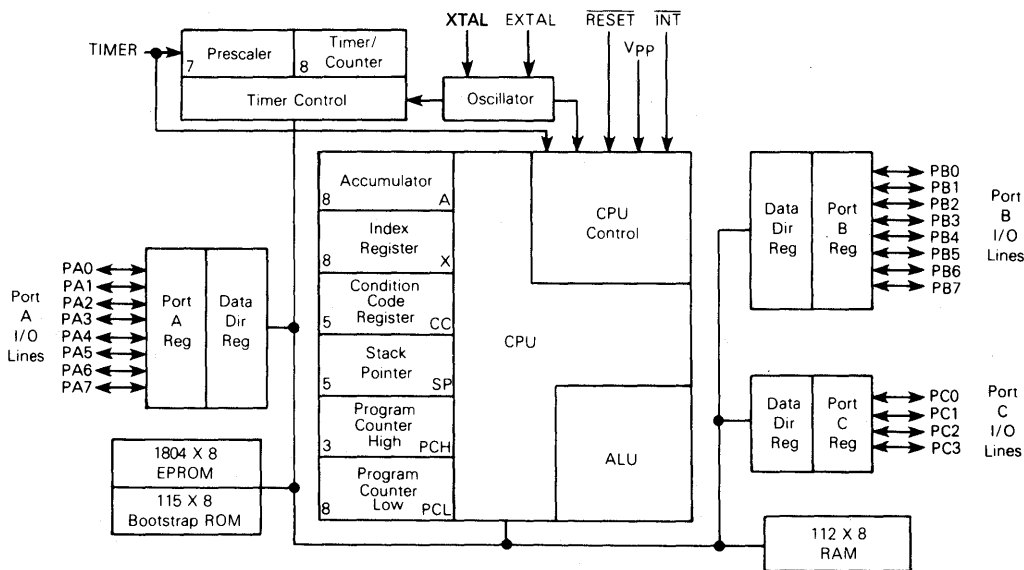 XTAL EXTAL RESET INT
VPP
TIMER
7 Prescaler
8 Timer/
Counter
Timer Control
Oscillator
8 Accumulator A
8 Index
Register X
5 Condition
Code
Register CC
5 Stack
Pointer SP
3 Program
Counter
High PCH
8 Program
Counter
Low PCL
CPU
Control
CPU
ALU
Port
A
I/O
Lines
PA0
PA1
PA2
PA3
PA4
PA5
PA6
PA7
Port
A
Reg
Data
Dir
Reg
1804 X 8
EPROM
115 X 8
Bootstrap ROM
Data
Dir
Reg
Port
B
Reg
PB0
PB1
PB2
PB3
PB4
PB5
PB6
PB7
Port
B
I/O
Lines
Data
Dir
Reg
Port
C
Reg
PC0
PC1
PC2
PC3
Port
C
I/O
Lines
112 X 8
RAM